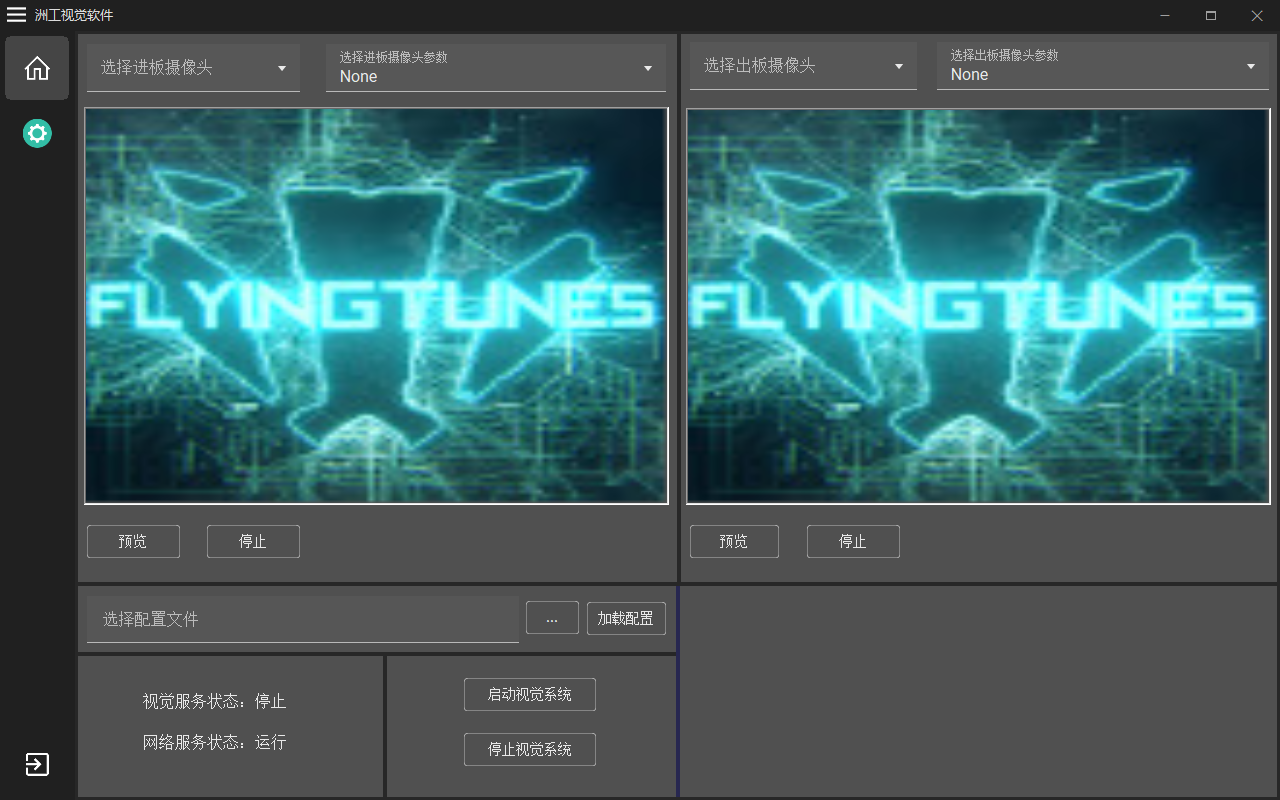 洲工视觉软件
选择进板摄像头
选择进板摄像头参数
None
选择出板摄像头
选择出板摄像头参数
None
FLYINGTUNES
FLYINGTUNES
预览
停止
预览
停止
选择配置文件
...
加载配置
视觉服务状态：停止
网络服务状态：运行
启动视觉系统
停止视觉系统